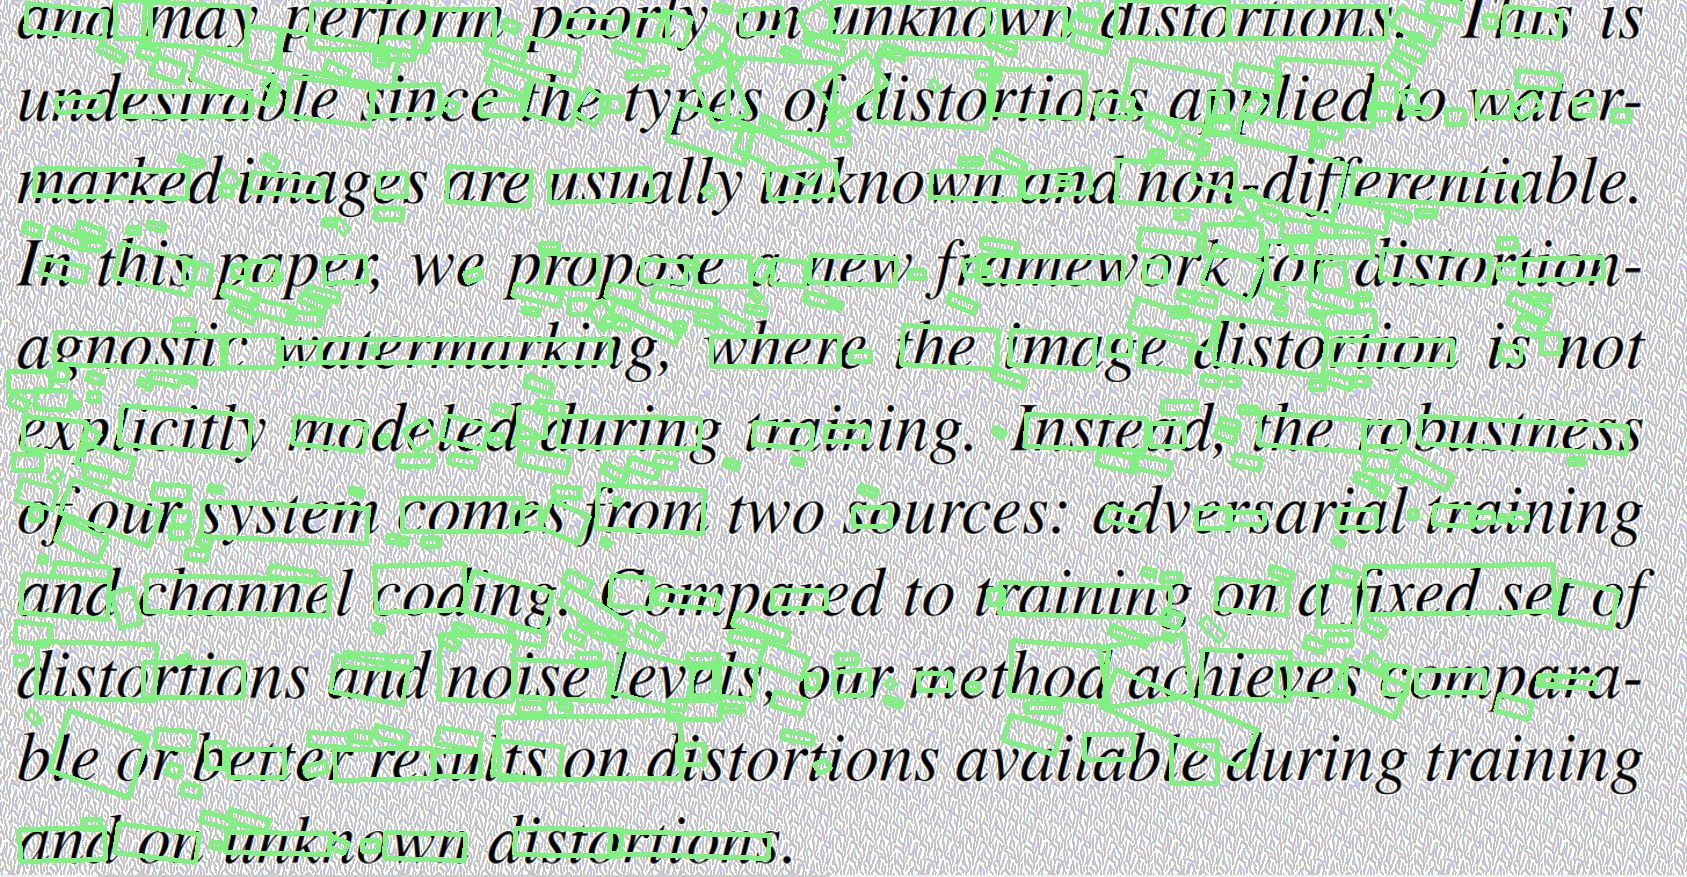 and may perform poorly on unknown distortions. This is
undesirable since the types of distortions applied to water-
marked images are usually unknown and non-differentiable.
In this paper, we propose a new framework for distortion-
agnostic watermarking, where the image distortion is not
explicitly modeled during training. Instead, the robustness
of our system comes from two sources: adversarial training
and channel coding. Compared to training on a fixed set of
distortions and noise levels, our method achieves compara-
ble or better results on distortions available during training
and on unknown distortions.